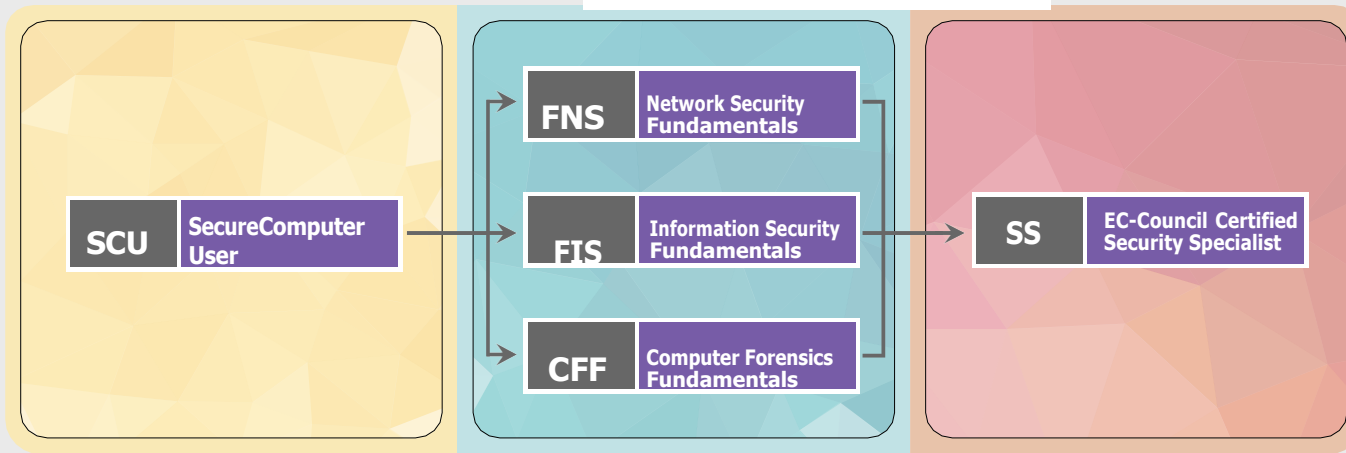 SCU
SecureComputer
User
FNS
Network Security
Fundamentals
FIS
Information Security
Fundamentals
CFF
Computer Forensics
Fundamentals
SS
EC-Council Certified
Security Specialist